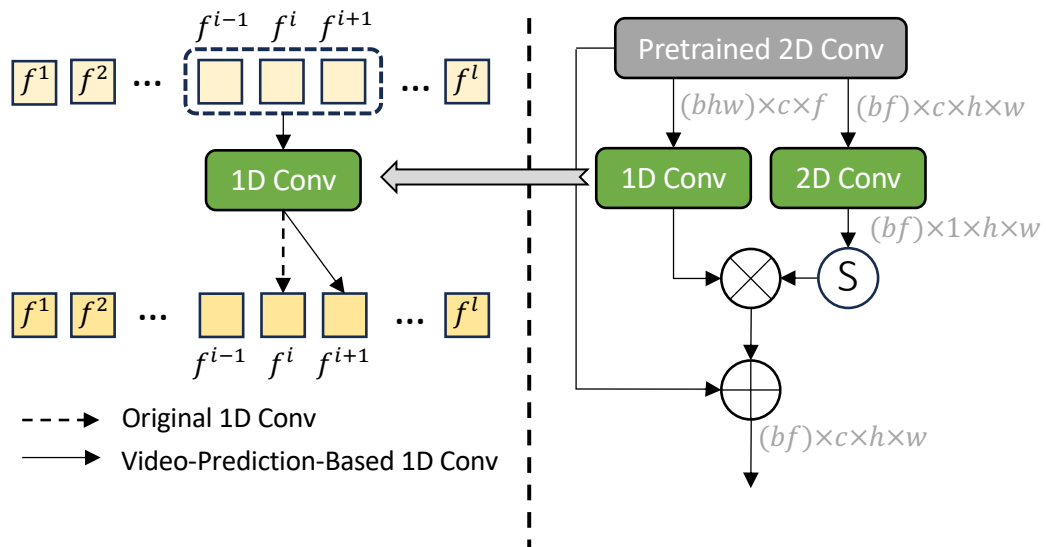 f^{i−1} f^i f^{i+1}
f^1 f^2 ... ... f^l
1D Conv
f^1 f^2 ... ... f^l
f^{i−1} f^i f^{i+1}
Original 1D Conv
Video-Prediction-Based 1D Conv
Pretrained 2D Conv
(bhw)×c×f (bf)×c×h×w
1D Conv 2D Conv
(bf)×1×h×w
S
(bf)×c×h×w